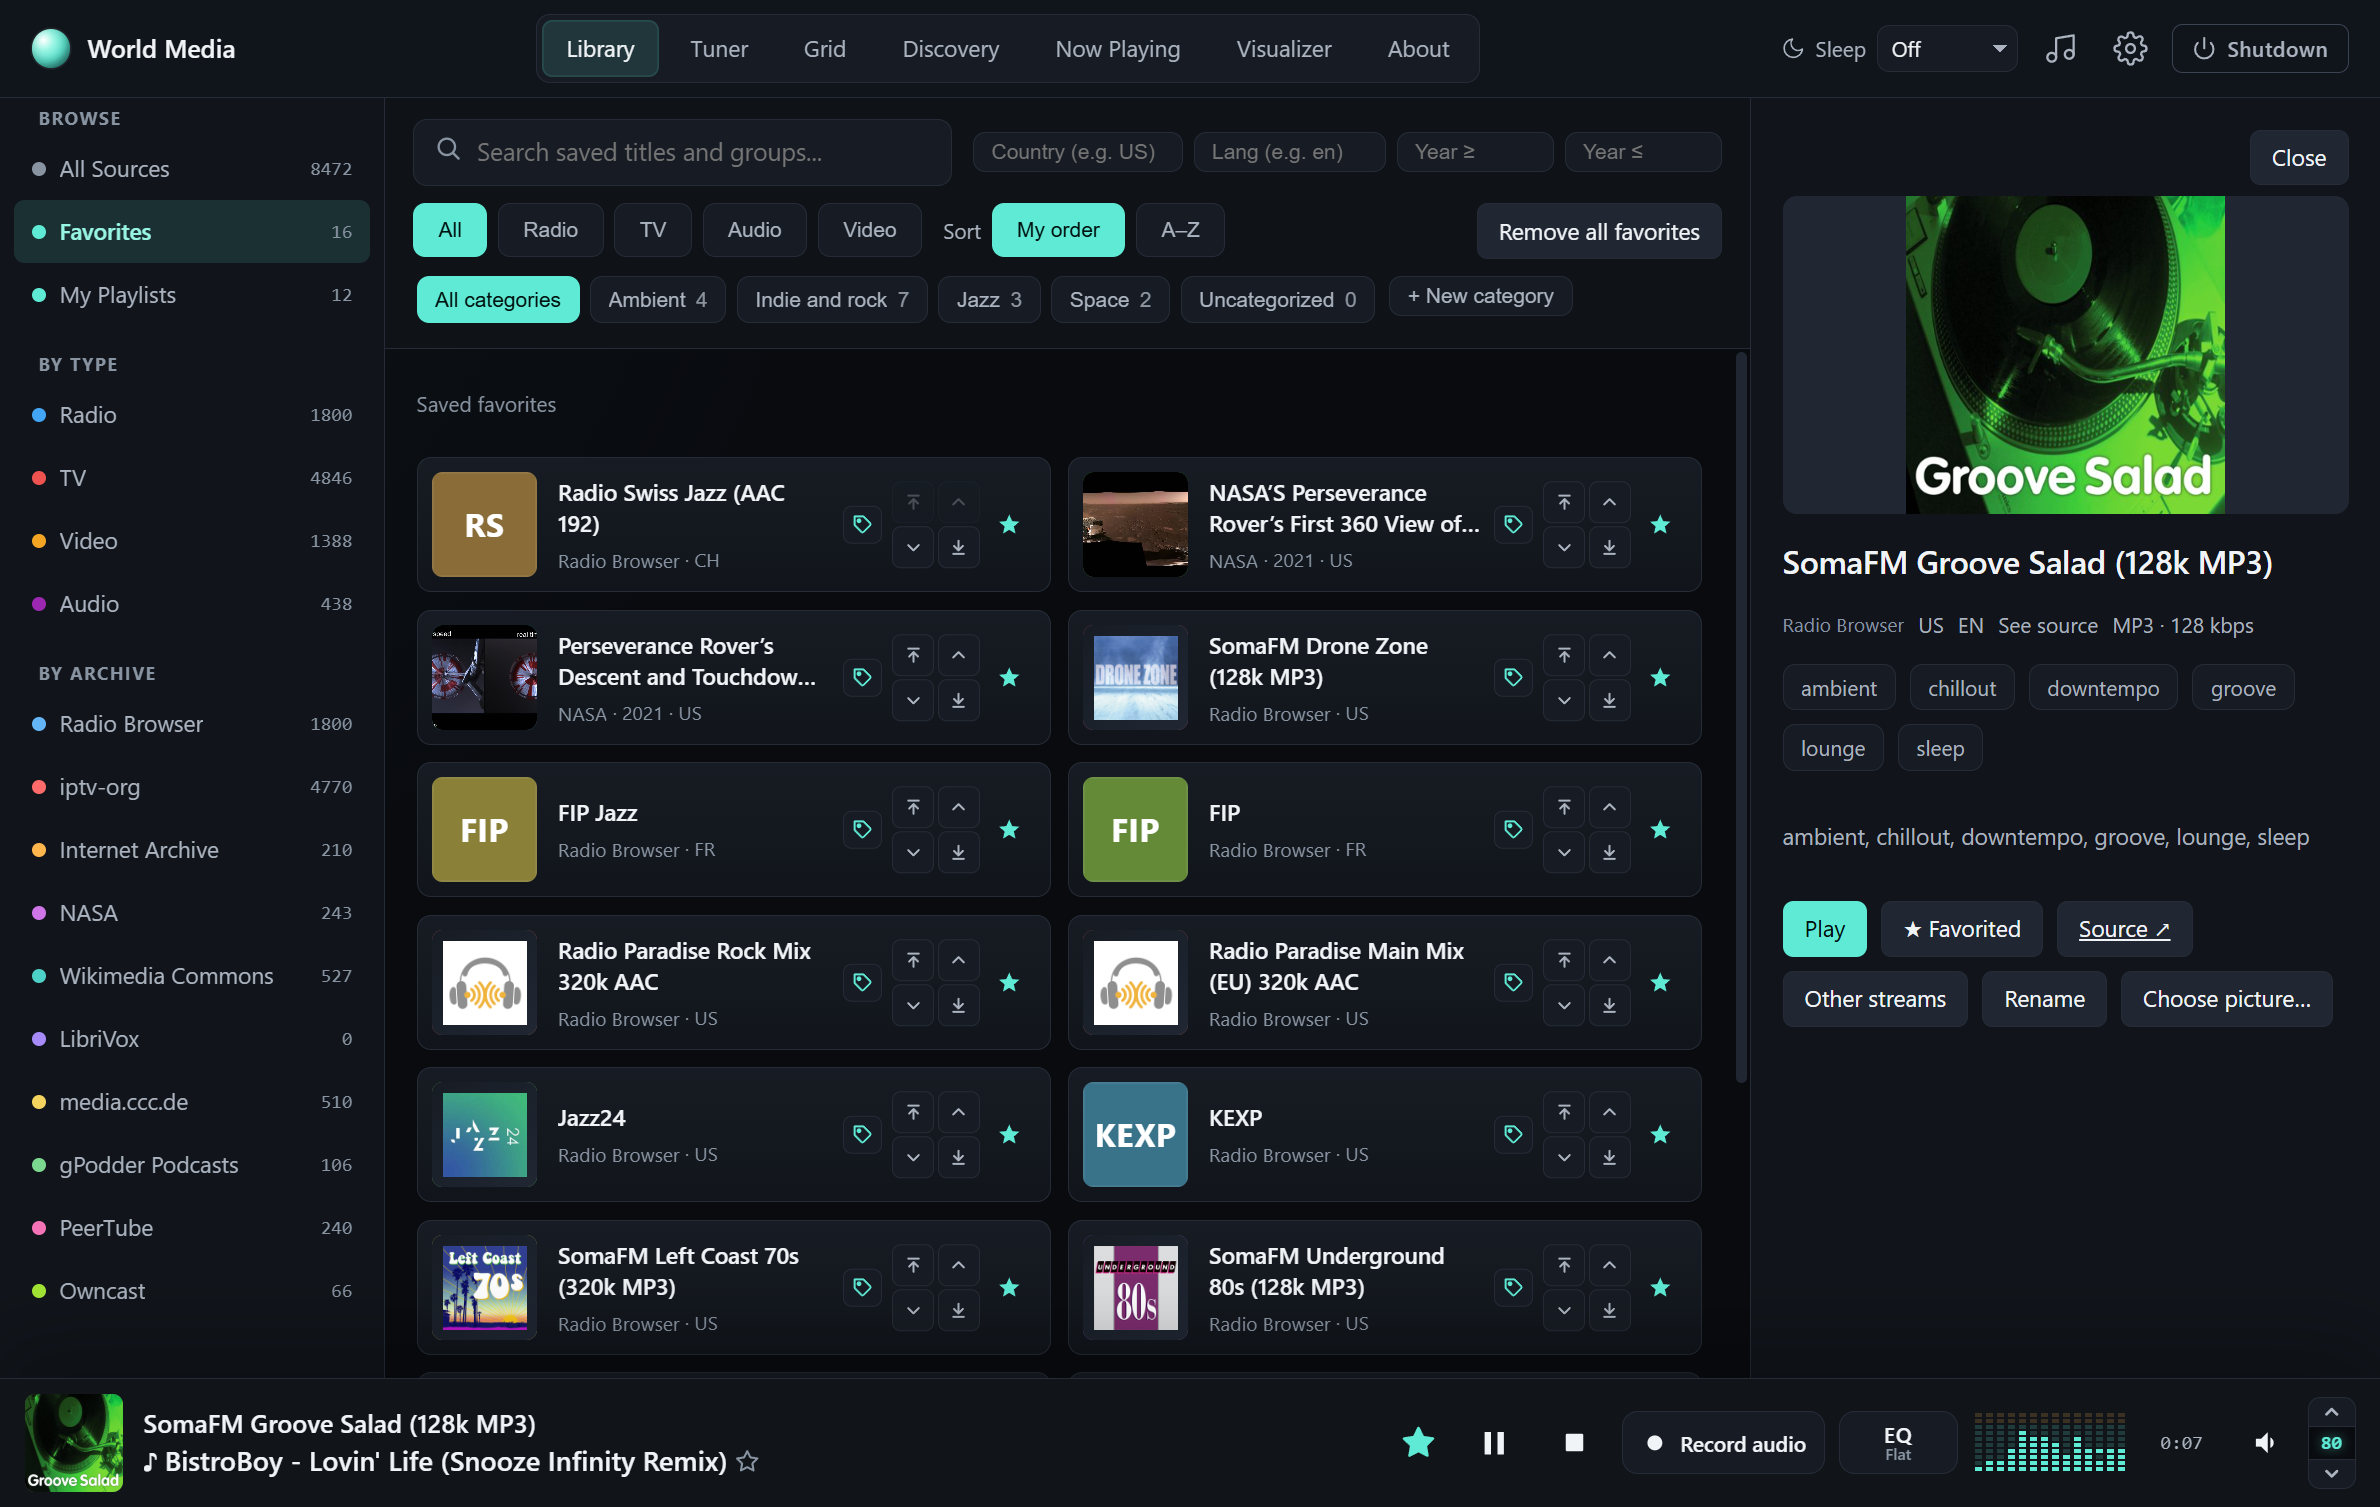 World Media
Library
Tuner
Grid
Discovery
Now Playing
Visualizer
About
Sleep
Off
Shutdown
BROWSE
All Sources 8472
Favorites 16
My Playlists 12
BY TYPE
Radio 1800
TV 4846
Video 1388
Audio 438
BY ARCHIVE
Radio Browser 1800
iptv-org 4770
Internet Archive 210
NASA 243
Wikimedia Commons 527
LibriVox 0
media.ccc.de 510
gPodder Podcasts 106
PeerTube 240
Owncast 66
Search saved titles and groups...
Country (e.g. US)
Lang (e.g. en)
Year ≥
Year ≤
All
Radio
TV
Audio
Video
Sort
My order
A–Z
Remove all favorites
All categories
Ambient 4
Indie and rock 7
Jazz 3
Space 2
Uncategorized 0
+ New category
Saved favorites
RS
Radio Swiss Jazz (AAC
192)
Radio Browser · CH
NASA'S Perseverance
Rover's First 360 View of...
NASA · 2021 · US
speed real tim
Perseverance Rover's
Descent and Touchdow...
NASA · 2021 · US
DRONE ZONE
SomaFM Drone Zone
(128k MP3)
Radio Browser · US
FIP
FIP Jazz
Radio Browser · FR
FIP
FIP
Radio Browser · FR
Radio Paradise Rock Mix
320k AAC
Radio Browser · US
Radio Paradise Main Mix
(EU) 320k AAC
Radio Browser · US
JAZZ 24
Jazz24
Radio Browser · US
KEXP
KEXP
Radio Browser · US
Left Coast
70s
SomaFM Left Coast 70s
(320k MP3)
Radio Browser · US
UNDERGROUND
80s
SomaFM Underground
80s (128k MP3)
Radio Browser · US
Close
Groove Salad
SomaFM Groove Salad (128k MP3)
Radio Browser US EN See source MP3 · 128 kbps
ambient
chillout
downtempo
groove
lounge
sleep
ambient, chillout, downtempo, groove, lounge, sleep
Play
★ Favorited
Source ↗
Other streams
Rename
Choose picture...
Groove Salad
SomaFM Groove Salad (128k MP3)
♪ BistroBoy - Lovin' Life (Snooze Infinity Remix) ☆
Record audio
EQ
Flat
0:07
80